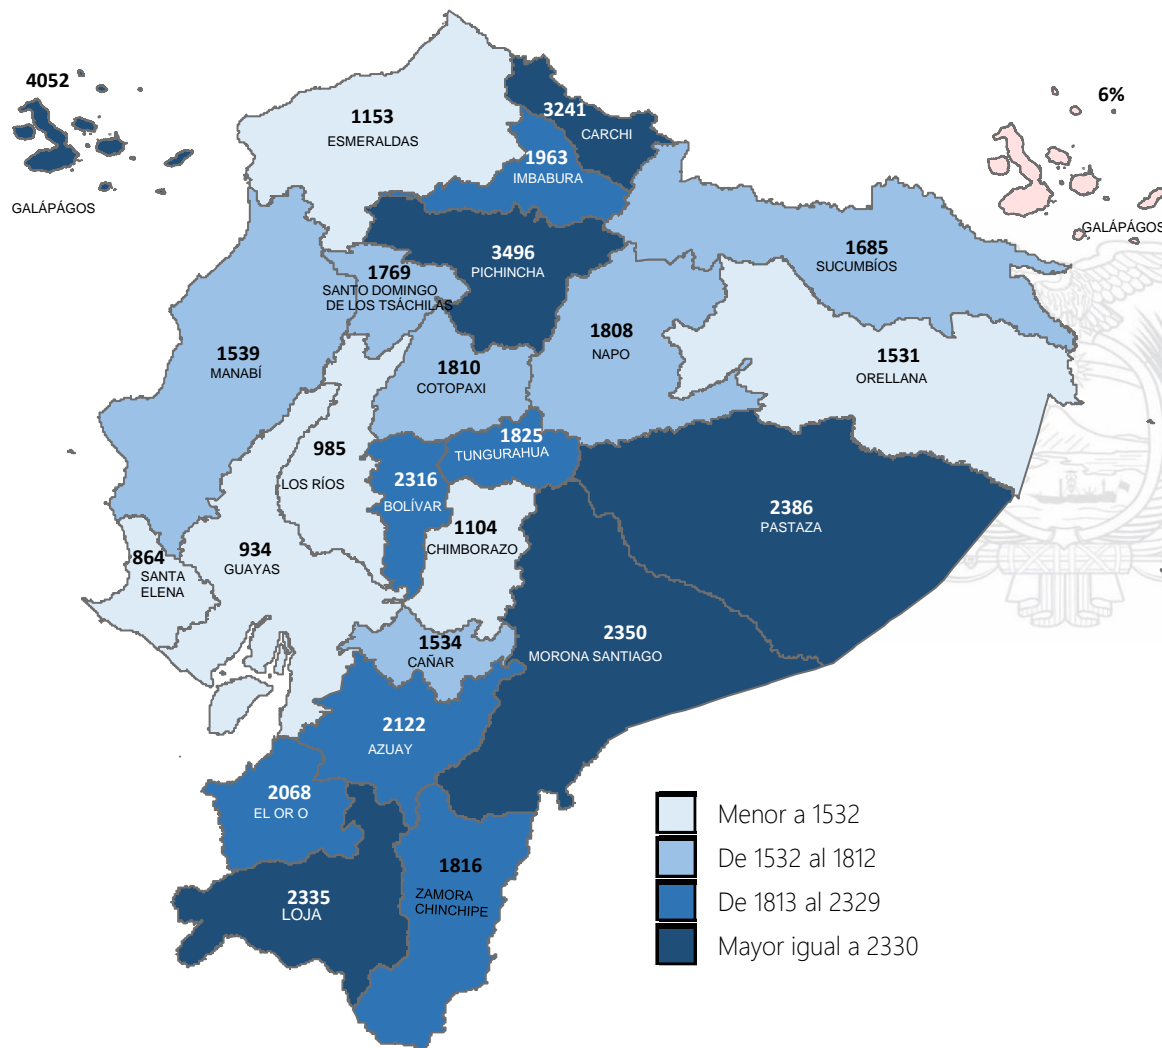 4052
GALÁPÁGOS
6%
GALÁPÁGOS
1153
ESMERALDAS
3241
CARCHI
1963
IMBABURA
3496
PICHINCHA
1685
SUCUMBÍOS
1769
SANTO DOMINGO
DE LOS TSÁCHILAS
1539
MANABÍ
1810
COTOPAXI
1808
NAPO
1531
ORELLANA
985
LOS RÍOS
2316
BOLÍVAR
1825
TUNGURAHUA
2386
PASTAZA
864
SANTA
ELENA
934
GUAYAS
1104
CHIMBORAZO
1534
CAÑAR
2350
MORONA SANTIAGO
2122
AZUAY
2068
EL OR O
2335
LOJA
1816
ZAMORA
CHINCHIPE
Menor a 1532
De 1532 al 1812
De 1813 al 2329
Mayor igual a 2330